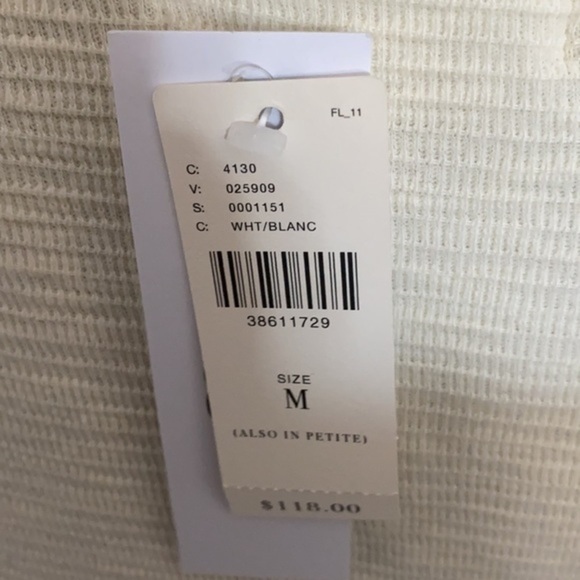 FL_11
C: 4130
V: 025909
S: 0001151
C: WHT/BLANC
38611729
SIZE
M
(ALSO IN PETITE)
$118.00